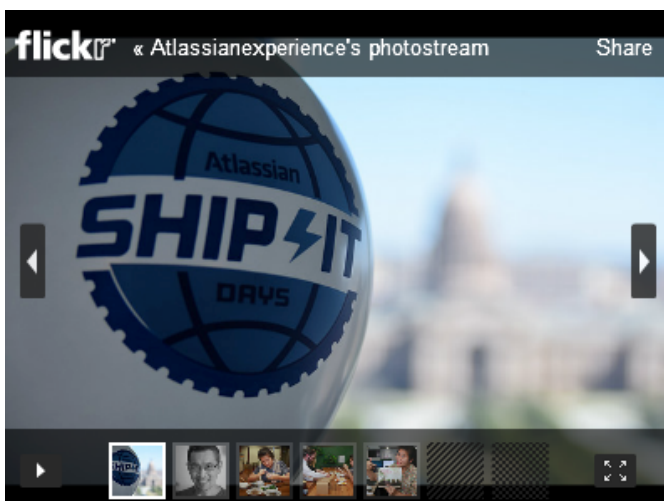 flickr « Atlassianexperience's photostream Share
Atlassian
SHIP IT
DAYS